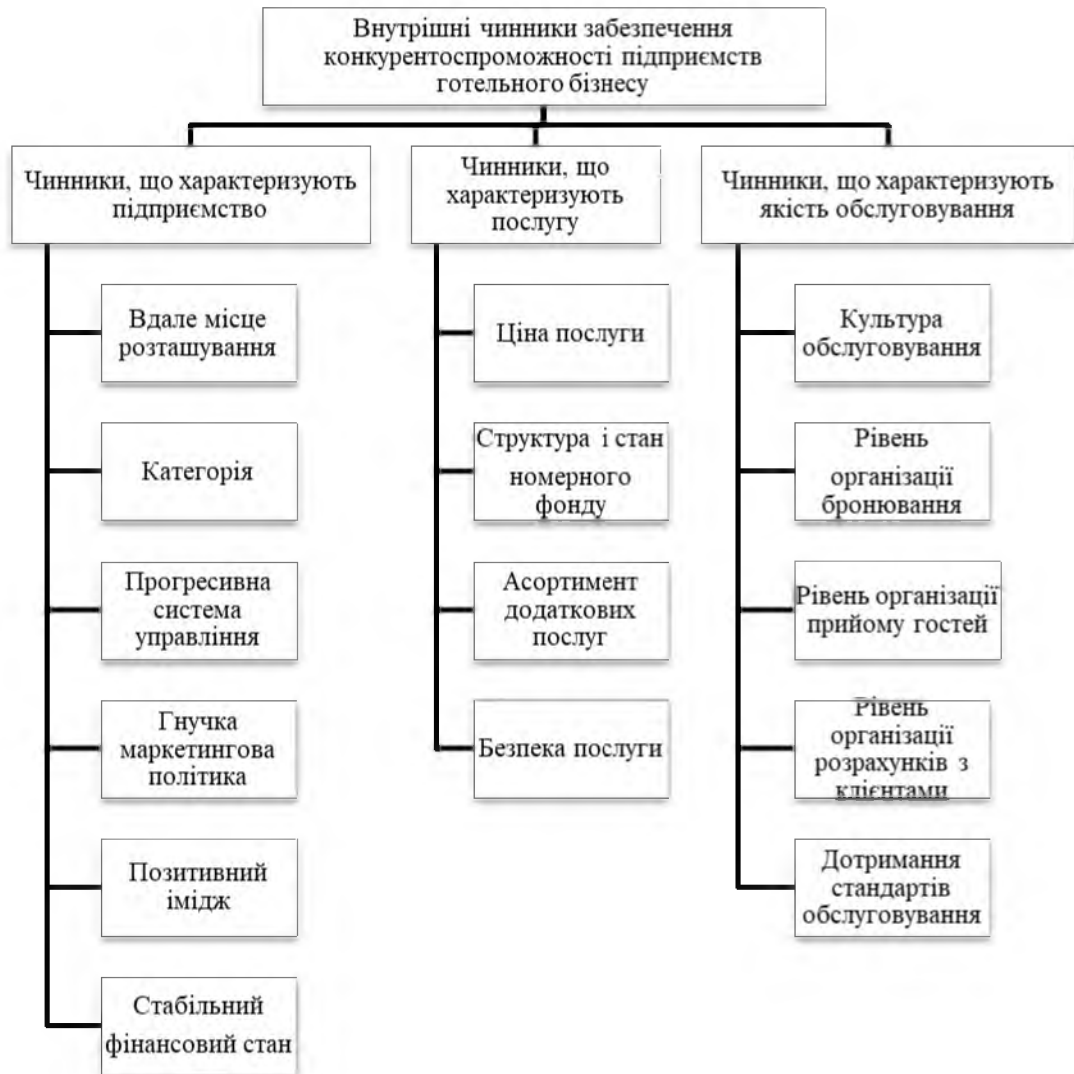 Внутрішні чинники забезпечення
конкурентоспроможності підприємств
готельного бізнесу
Чинники, що характеризують
підприємство
Вдале місце
розташування
Категорія
Прогресивна
система
управління
Гнучка
маркетингова
політика
Позитивний
імідж
Стабільний
фінансовий стан
Чинники, що
характеризують
послугу
Ціна послуги
Структура і стан
номерного
фонду
Асортимент
додаткових
послуг
Безпека послуги
Чинники, що характеризують
якість обслуговування
Культура
обслуговування
Рівень
організації
бронювання
Рівень організації
прийому гостей
Рівень
організації
розрахунків з
клієнтами
Дотримання
стандартів
обслуговування